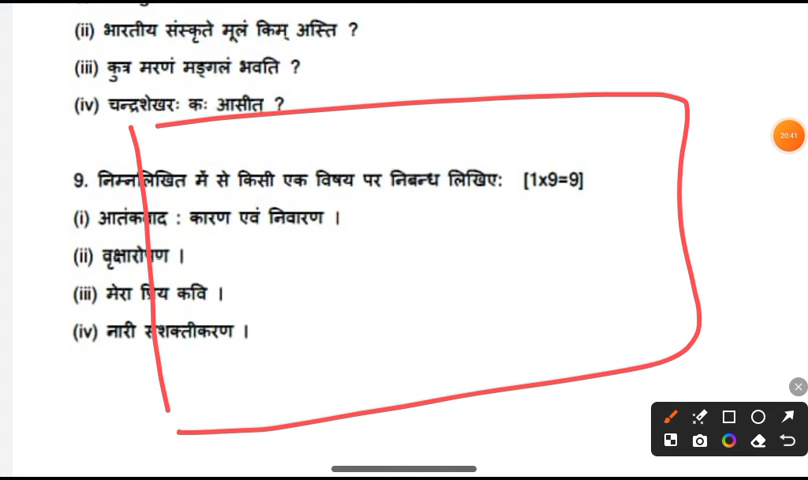 (ii) भारतीय संस्कृते मूलं किम् अस्ति ?
(iii) कुत्र मरणं मङ्गलं भवति ?
(iv) चन्द्रशेखरः कः आसीत् ?
20:41
9. निम्नलिखित में से किसी एक विषय पर निबन्ध लिखिए: [1x9=9]
(i) आतंकवाद : कारण एवं निवारण ।
(ii) वृक्षारोपण ।
(iii) मेरा प्रिय कवि ।
(iv) नारी सशक्तीकरण ।